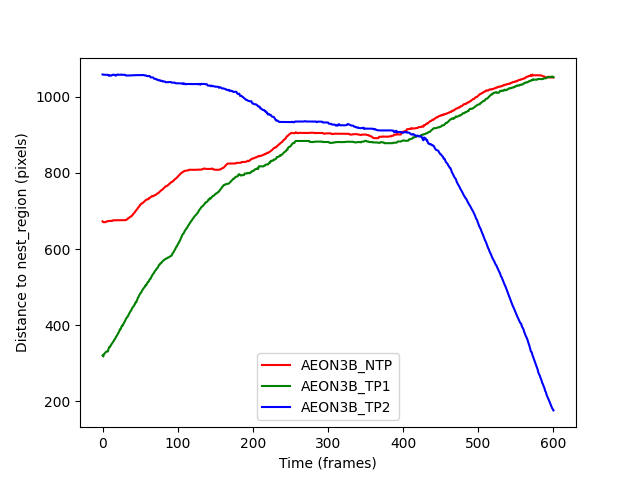 1000
800
600
400
200
Distance to nest_region (pixels)
AEON3B_NTP
AEON3B_TP1
AEON3B_TP2
0 100 200 300 400 500 600
Time (frames)